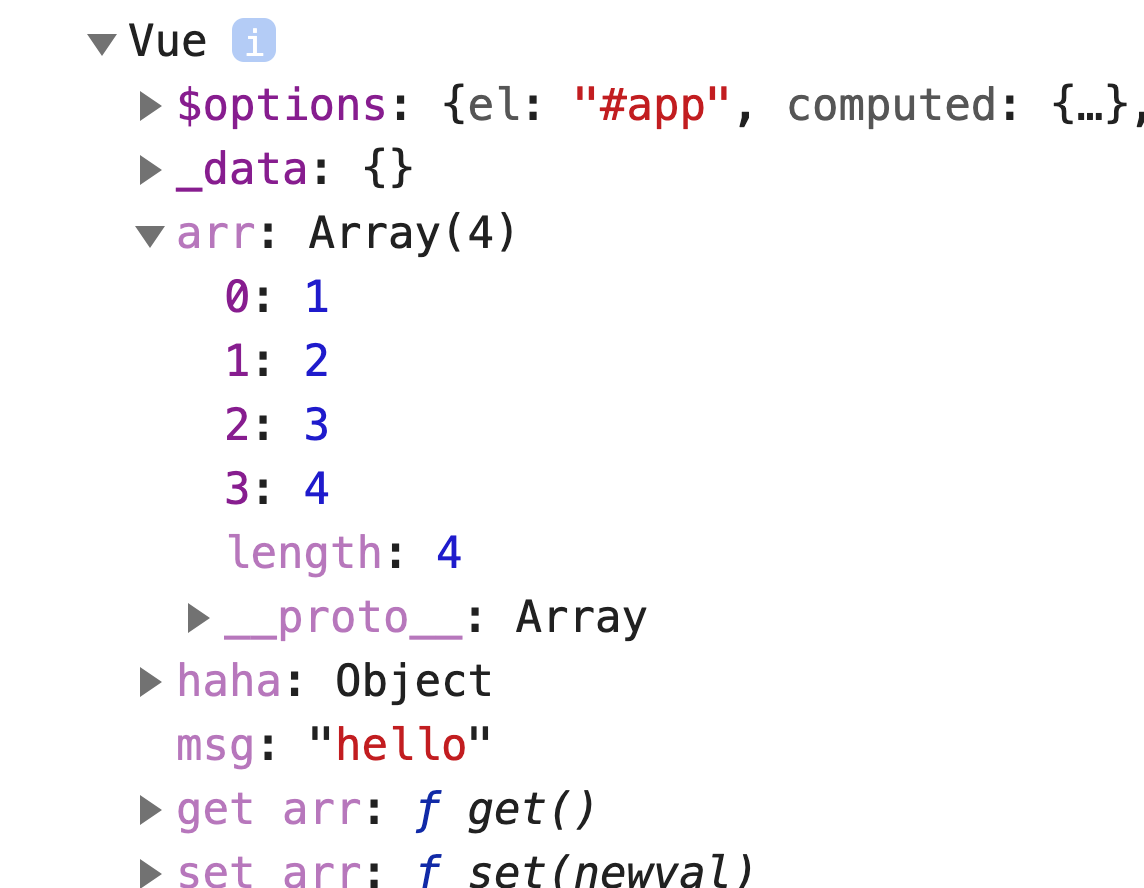 Vue i
$options: {el: "#app", computed: {…},
_data: {}
arr: Array(4)
0: 1
1: 2
2: 3
3: 4
length: 4
__proto__: Array
haha: Object
msg: "hello"
get arr: ƒ get()
set arr: ƒ set(newval)